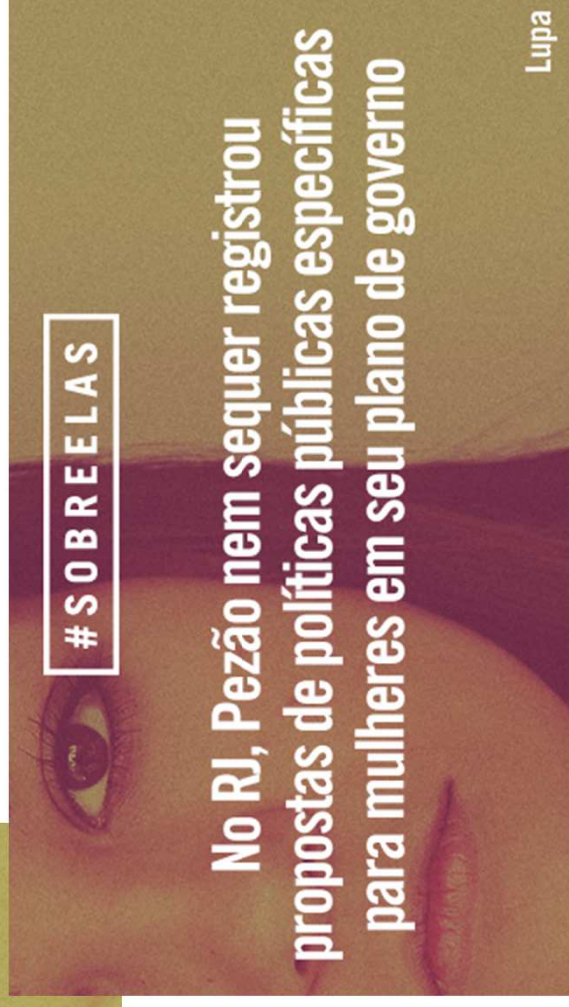 #SOBREELAS
No RJ, Pezão nem sequer registrou
propostas de políticas públicas específicas
para mulheres em seu plano de governo
Lupa